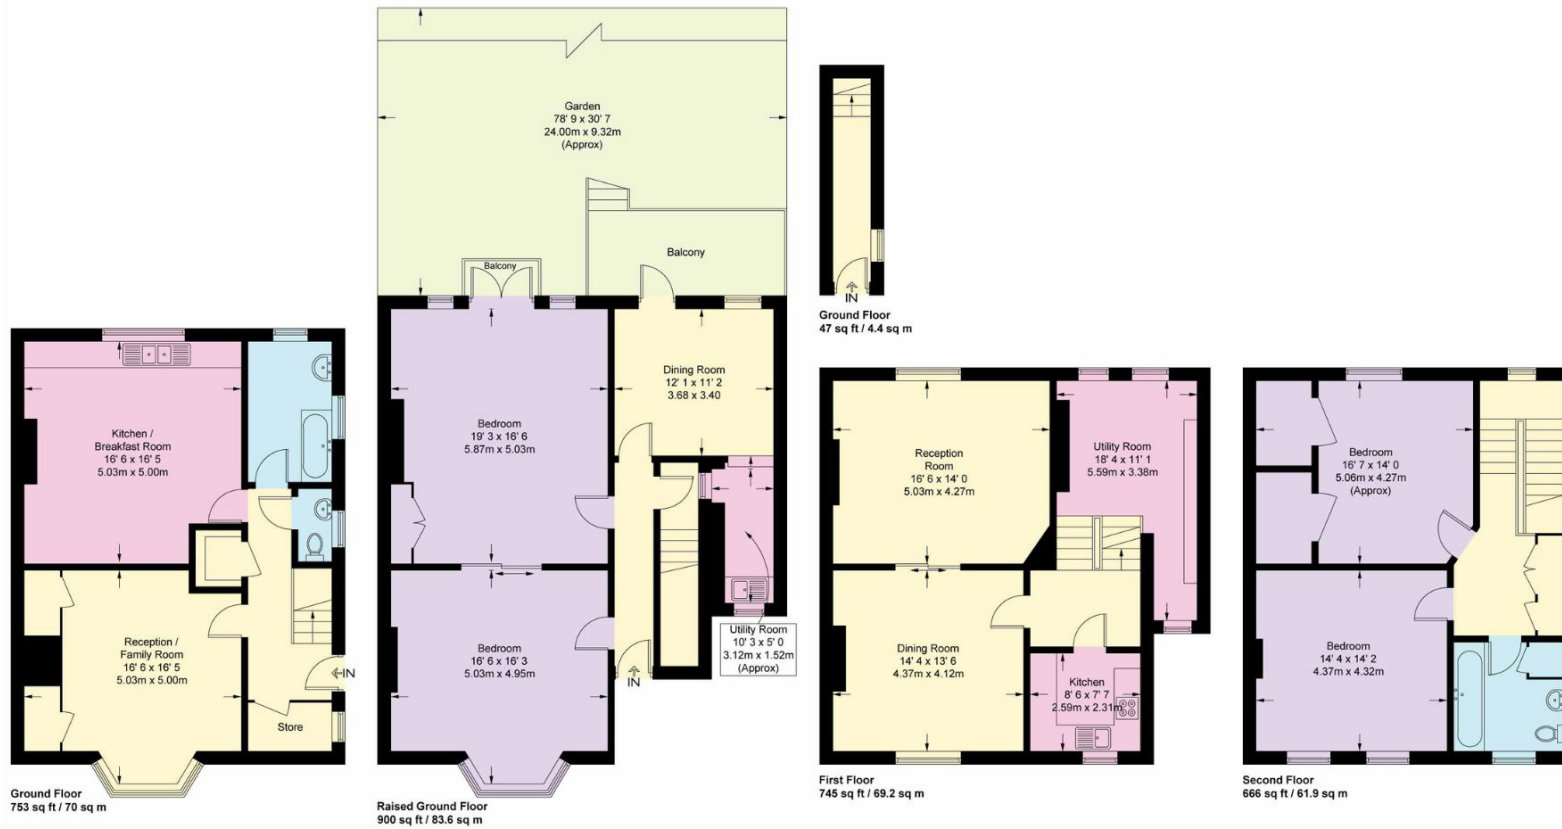 Kitchen /
Breakfast Room
16' 6 x 16' 5
5.03m x 5.00m
Reception /
Family Room
16' 6 x 16' 5
5.03m x 5.00m
IN
Store
Ground Floor
753 sq ft / 70 sq m
Garden
78' 9 x 30' 7
24.00m x 9.32m
(Approx)
Balcony
Balcony
Dining Room
12' 1 x 11' 2
3.68 x 3.40
Bedroom
19' 3 x 16' 6
5.87m x 5.03m
Bedroom
16' 6 x 16' 3
5.03m x 4.95m
Utility Room
10' 3 x 5' 0
3.12m x 1.52m
(Approx)
IN
Raised Ground Floor
900 sq ft / 83.6 sq m
IN
Ground Floor
47 sq ft / 4.4 sq m
Reception
Room
16' 6 x 14' 0
5.03m x 4.27m
Utility Room
18' 4 x 11' 1
5.59m x 3.38m
Dining Room
14' 4 x 13' 6
4.37m x 4.12m
Kitchen
8' 6 x 7' 7
2.59m x 2.31m
First Floor
745 sq ft / 69.2 sq m
Bedroom
16' 7 x 14' 0
5.06m x 4.27m
(Approx)
Bedroom
14' 4 x 14' 2
4.37m x 4.32m
Second Floor
666 sq ft / 61.9 sq m